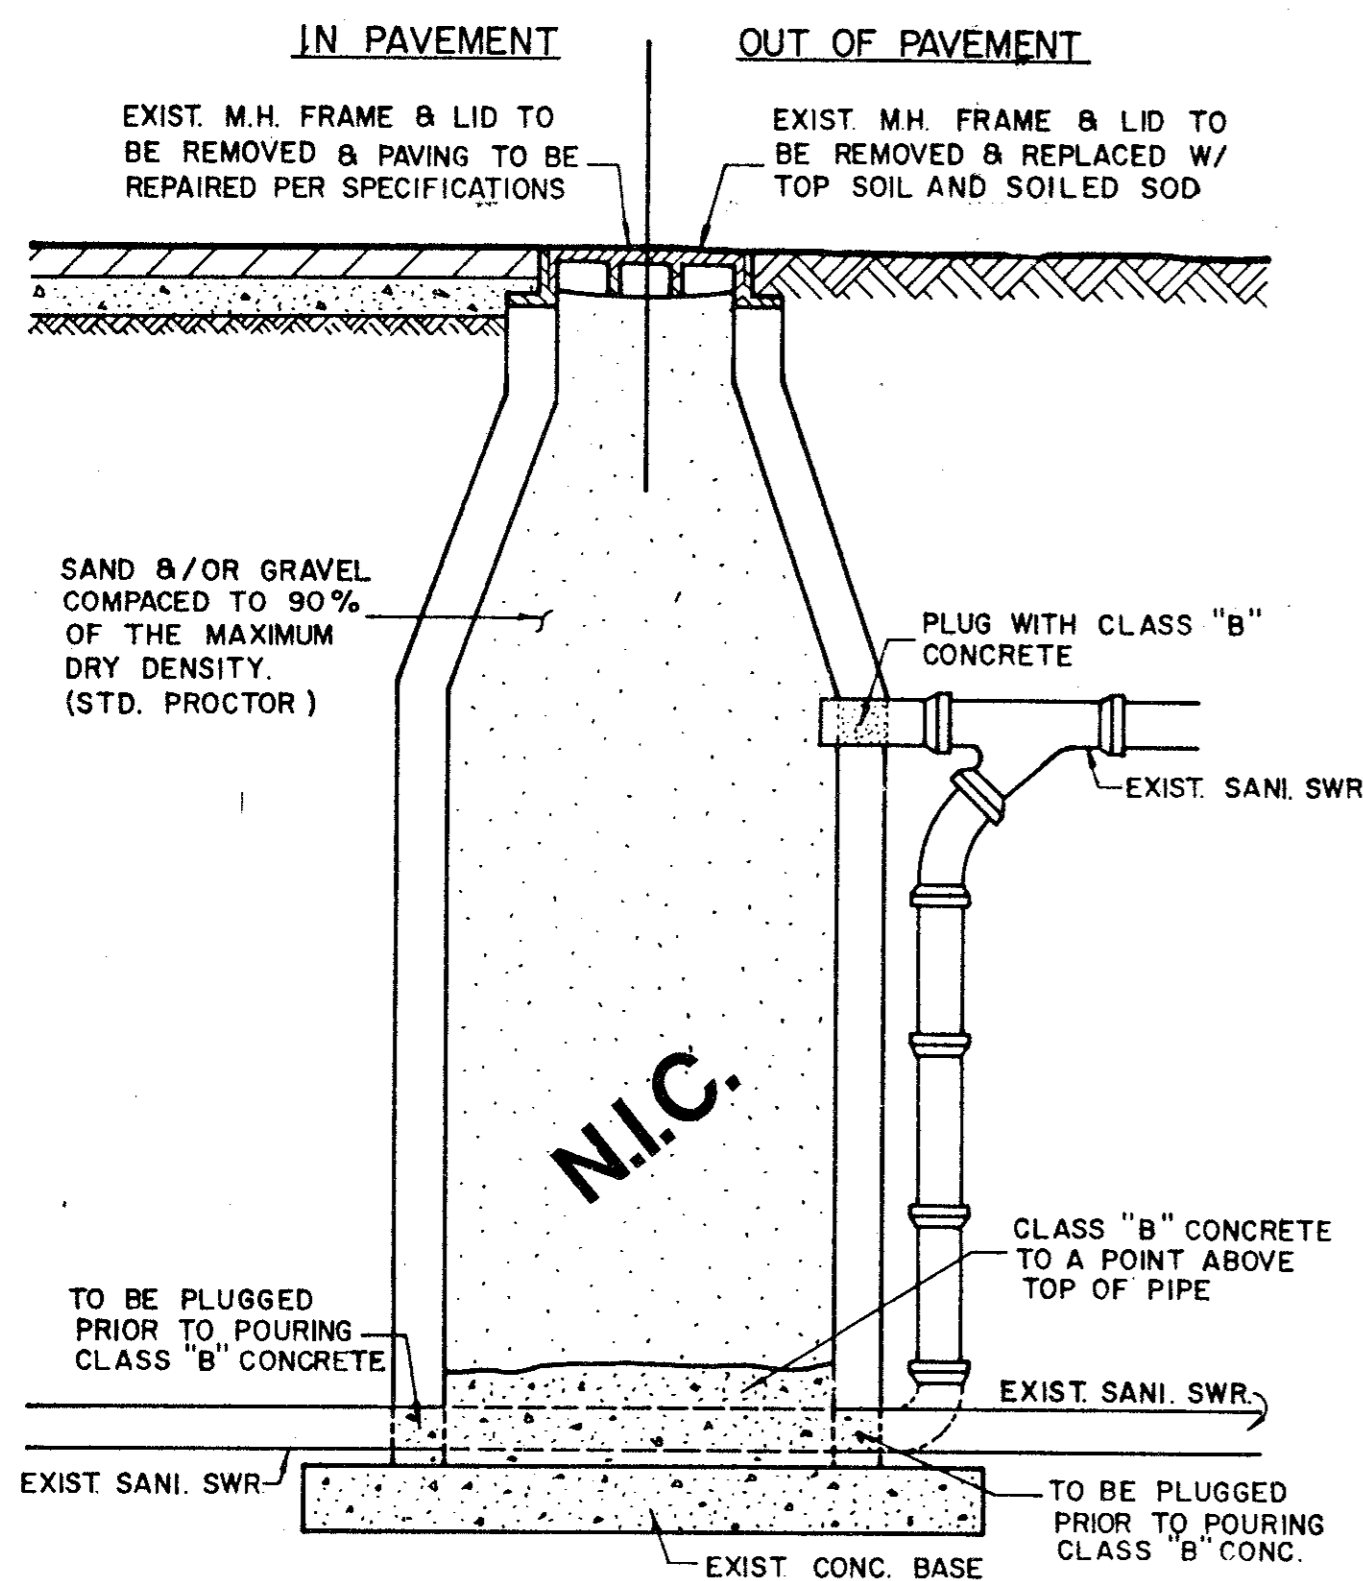 IN PAVEMENT
OUT OF PAVEMENT
EXIST. M.H. FRAME & LID TO
BE REMOVED & PAVING TO BE
REPAIRED PER SPECIFICATIONS
EXIST. M.H. FRAME & LID TO
BE REMOVED & REPLACED W/
TOP SOIL AND SOILED SOD
SAND &/OR GRAVEL
COMPACED TO 90%
OF THE MAXIMUM
DRY DENSITY.
(STD. PROCTOR)
PLUG WITH CLASS "B"
CONCRETE
EXIST. SANI. SWR
N.I.C.
CLASS "B" CONCRETE
TO A POINT ABOVE
TOP OF PIPE
TO BE PLUGGED
PRIOR TO POURING
CLASS "B" CONCRETE
EXIST. SANI. SWR.
EXIST. SANI. SWR
TO BE PLUGGED
PRIOR TO POURING
CLASS "B" CONC.
EXIST. CONC. BASE